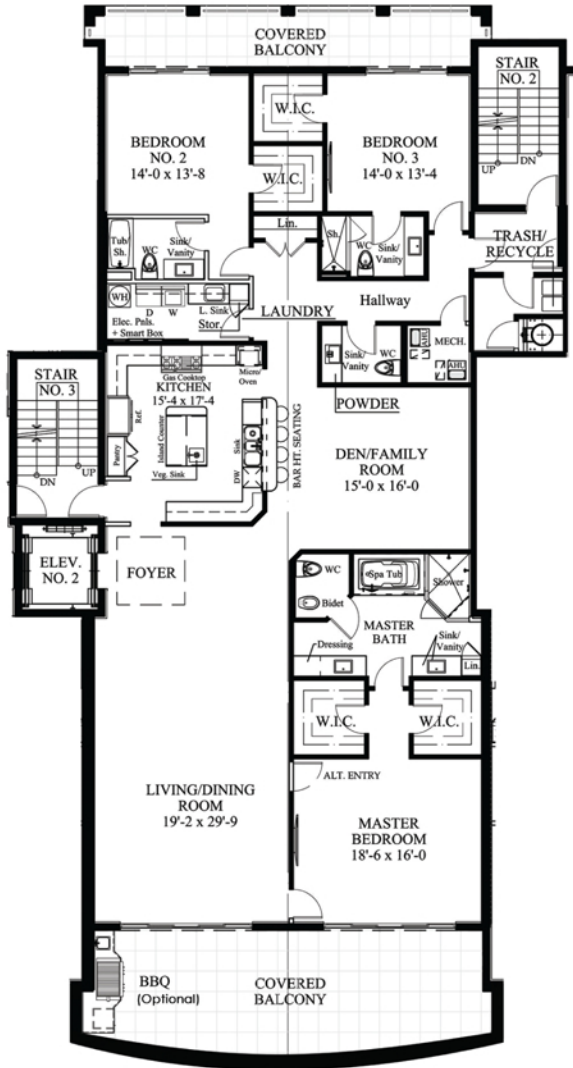 COVERED
BALCONY
STAIR
NO. 2
UP
DN
W.I.C.
BEDROOM
NO. 2
14'-0 x 13'-8
BEDROOM
NO. 3
14'-0 x 13'-4
W.I.C.
Lin.
Tub/
Sh.
WC
Sink/
Vanity
Sh.
WC
Sink/
Vanity
TRASH/
RECYCLE
WH
D
W
L. Sink
Elec. Pnls.
+ Smart Box
Stor.
LAUNDRY
Hallway
Sink/
Vanity
WC
AHU
MECH.
AHU
POWDER
STAIR
NO. 3
DN
UP
Gas Cooktop
Micro/
Oven
KITCHEN
15'-4 x 17'-4
Ref.
Pantry
Island Counter
Veg. Sink
Sink
DW
BAR HT. SEATING
DEN/FAMILY
ROOM
15'-0 x 16'-0
ELEV.
NO. 2
FOYER
WC
Bidet
Spa Tub
Shower
MASTER
BATH
Dressing
Sink/
Vanity
Lin.
W.I.C.
W.I.C.
ALT. ENTRY
LIVING/DINING
ROOM
19'-2 x 29'-9
MASTER
BEDROOM
18'-6 x 16'-0
BBQ
(Optional)
COVERED
BALCONY